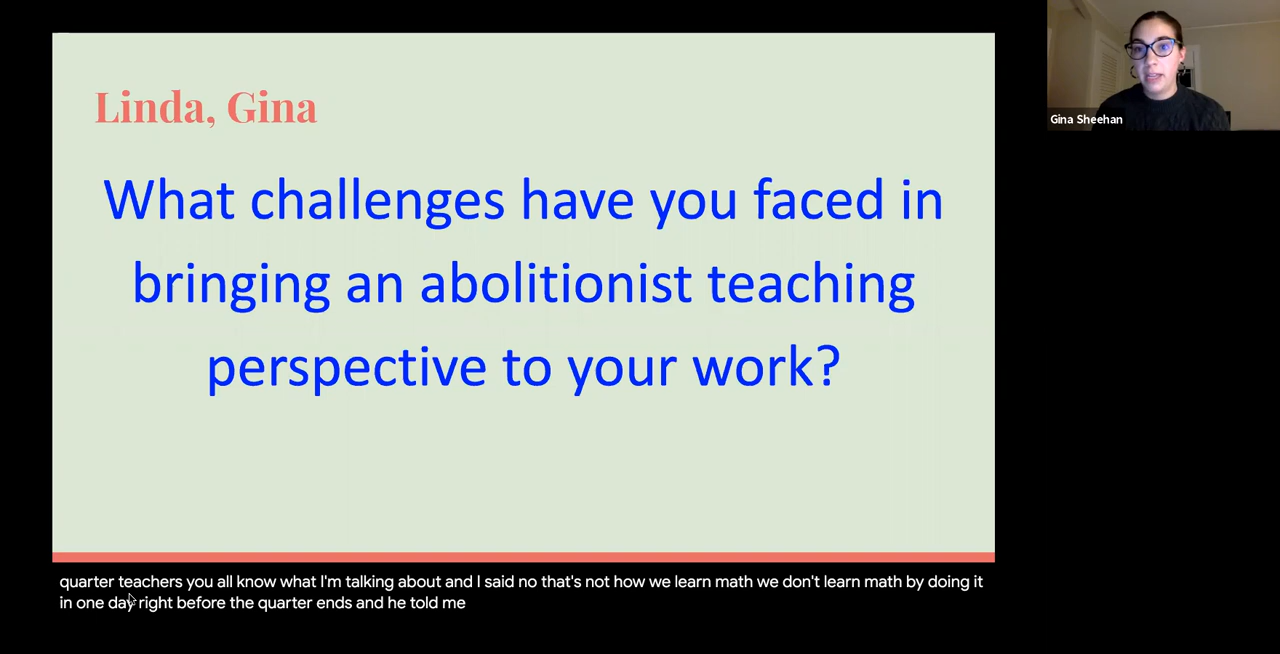 Linda, Gina
What challenges have you faced in
bringing an abolitionist teaching
perspective to your work?
Gina Sheehan
quarter teachers you all know what I'm talking about and I said no that's not how we learn math we don't learn math by doing it
in one day right before the quarter ends and he told me